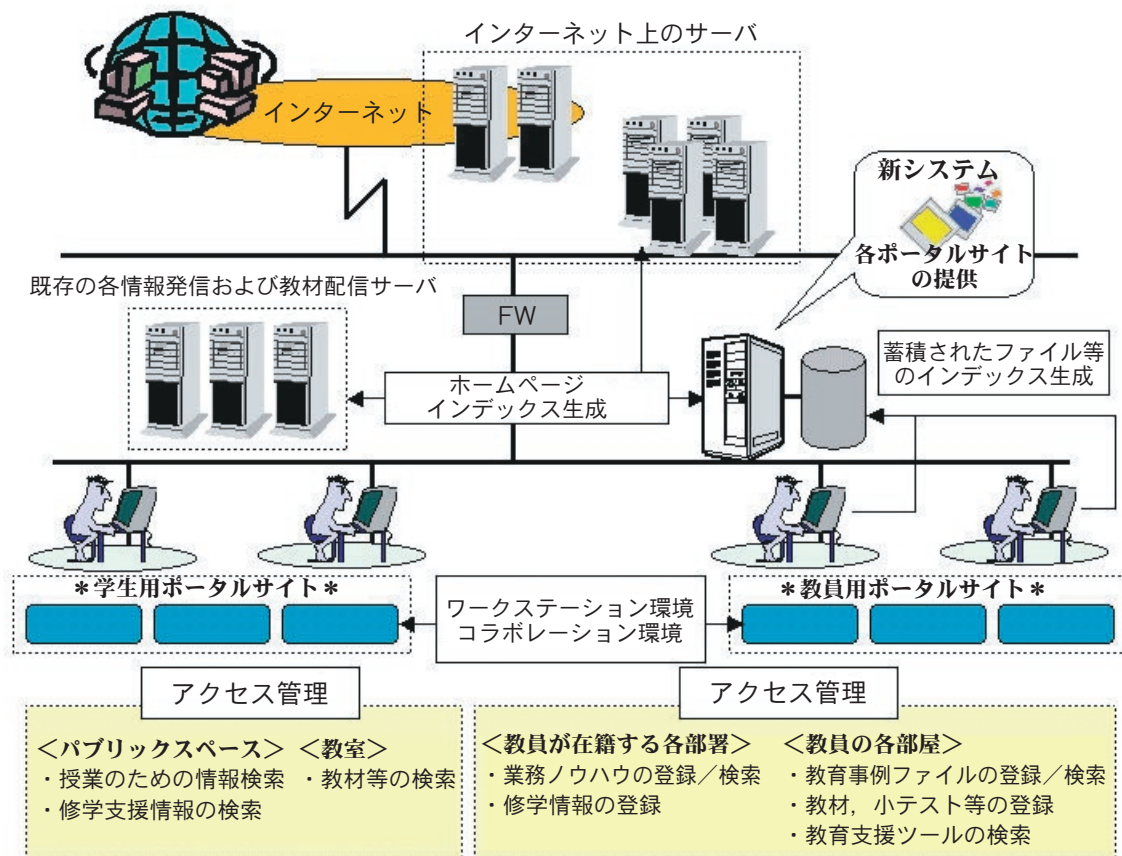 インターネット上のサーバ
インターネット
新システム
各ポータルサイト
の提供
既存の各情報発信および教材配信サーバ
FW
ホームページ
インデックス生成
蓄積されたファイル等
のインデックス生成
＊学生用ポータルサイト＊
ワークステーション環境
コラボレーション環境
＊教員用ポータルサイト＊
アクセス管理
＜パブリックスペース＞
・授業のための情報検索
・修学支援情報の検索
＜教室＞
・教材等の検索
アクセス管理
＜教員が在籍する各部署＞
・業務ノウハウの登録／検索
・修学情報の登録
＜教員の各部屋＞
・教育事例ファイルの登録／検索
・教材，小テスト等の登録
・教育支援ツールの検索